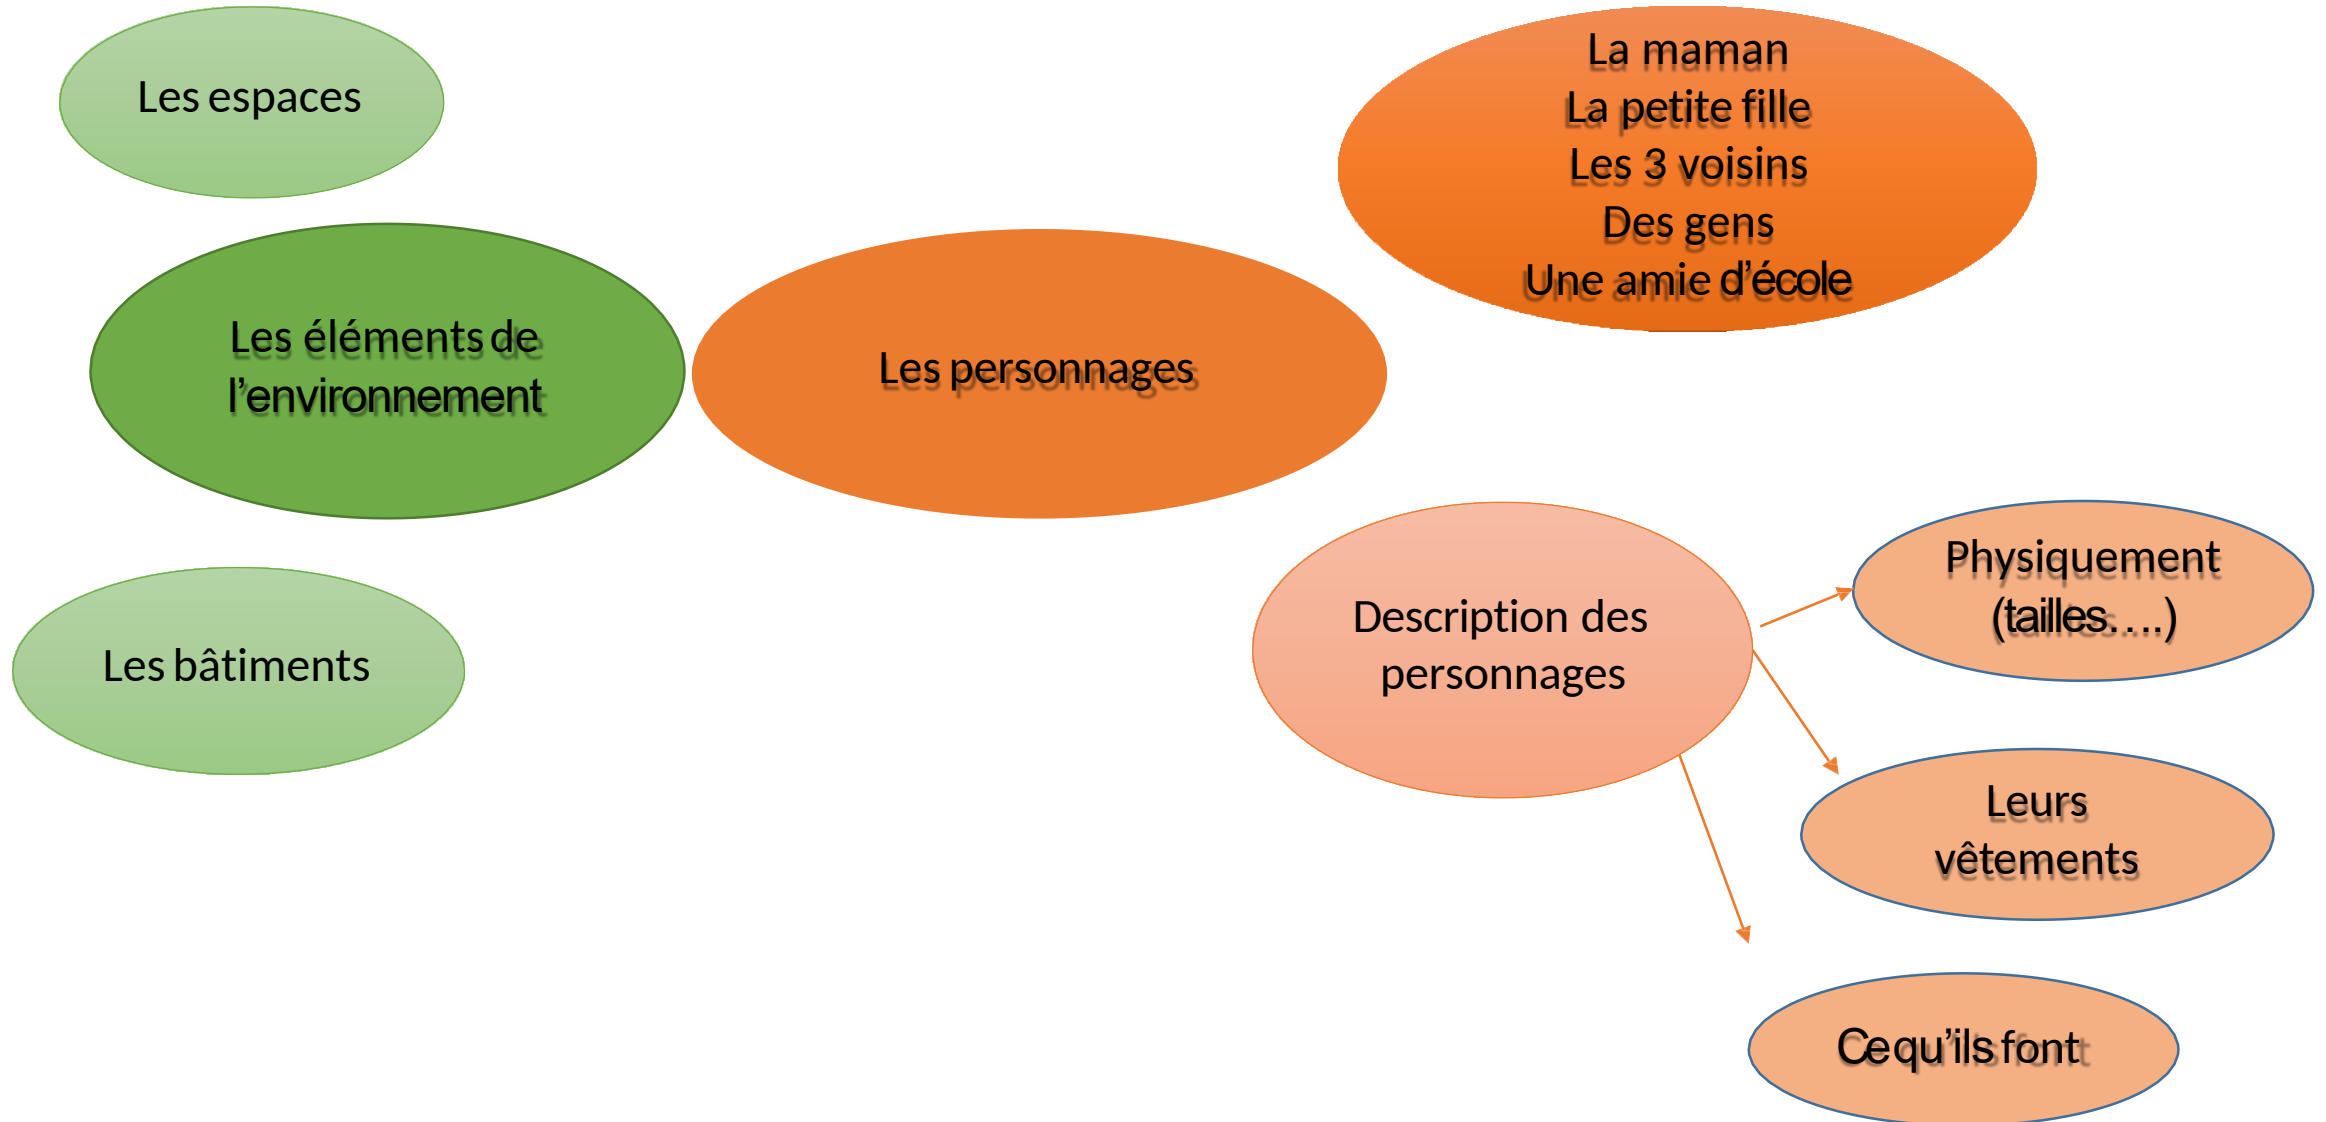 Les espaces
Les éléments de
l’environnement
Les bâtiments
Les personnages
La maman
La petite fille
Les 3 voisins
Des gens
Une amie d’école
Description des
personnages
Physiquement
(tailles….)
Leurs
vêtements
Ce qu’ils font